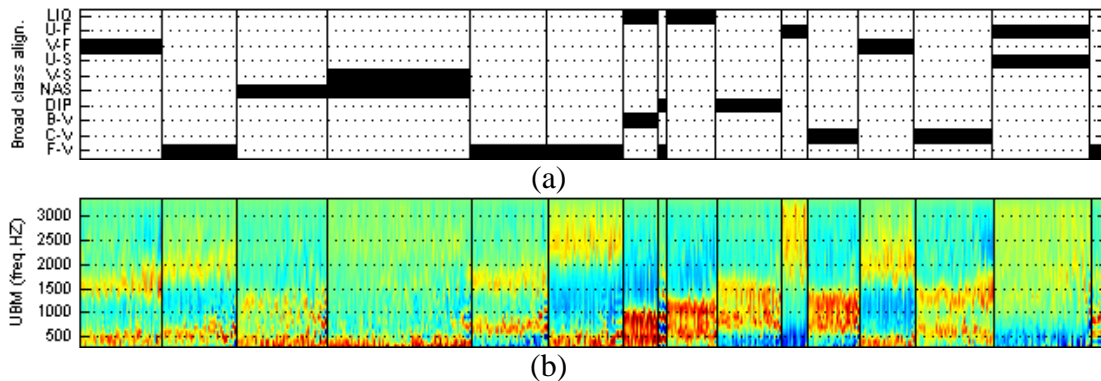 Broad class align.
LIQ
U-F
V-F
U-S
V-S
NAS
DIP
B-V
C-V
F-V
(a)
UBM (freq.HZ)
3000
2500
2000
1500
1000
500
(b)